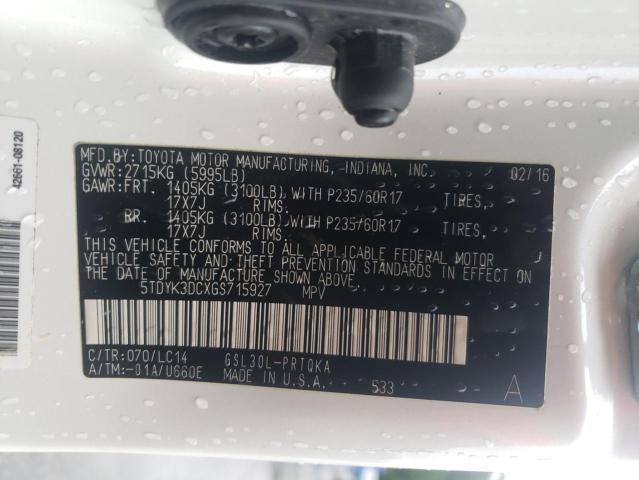 42661-08120
MFD.BY:TOYOTA MOTOR MANUFACTURING,-INDIANA, INC. 02/16
GVWR:2715KG (5995LB)
GAWR:FRT. 1405KG (3100LB),WITH P235/60R17 TIRES,
17X7J RIMS
RR. 1405KG (3100LB),WITH P235/60R17 TIRES,
17X7J RIMS.
THIS VEHICLE CONFORMS TO ALL APPLICABLE FEDERAL MOTOR
VEHICLE SAFETY AND THEFT PREVENTION STANDARDS IN EFFECT ON
THE DATE OF MANUFACTURE SHOWN ABOVE.
5TDYK3DCXGS715927 MPV
C/TR:070/LC14 GSL30L-PRTQKA
A/TM:-01A/U660E MADE IN U.S.A. 533 A